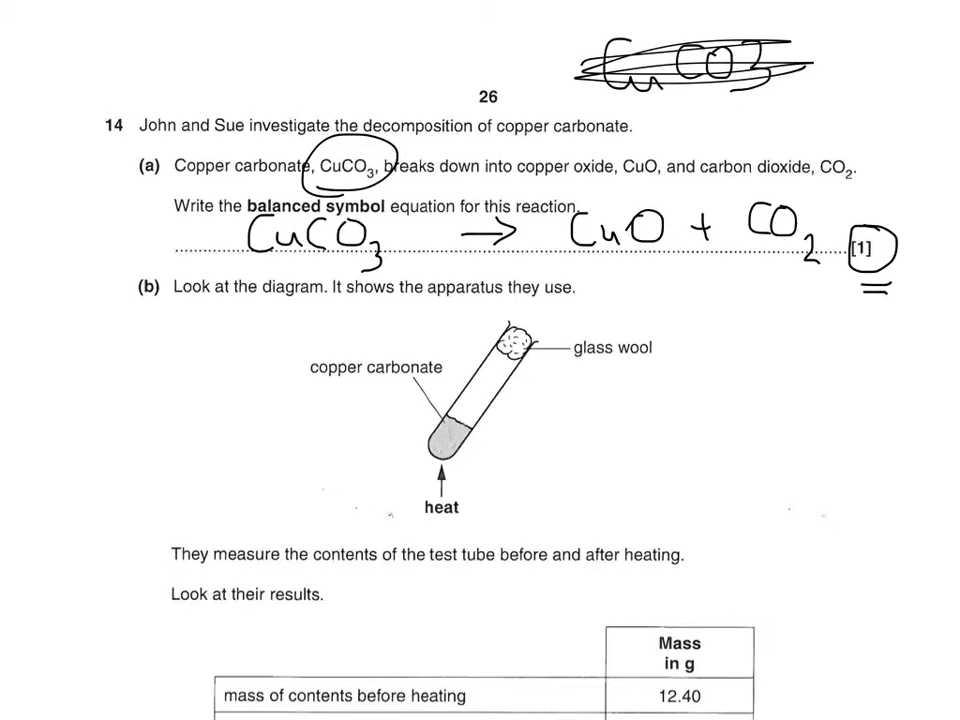 CuCO3
26
14 John and Sue investigate the decomposition of copper carbonate.
(a) Copper carbonate, CuCO₃, breaks down into copper oxide, CuO, and carbon dioxide, CO₂.
Write the balanced symbol equation for this reaction.
CuCO₃ → CuO + CO₂ [1]
(b) Look at the diagram. It shows the apparatus they use.
glass wool
copper carbonate
heat
They measure the contents of the test tube before and after heating.
Look at their results.
Mass
in g
mass of contents before heating 12.40